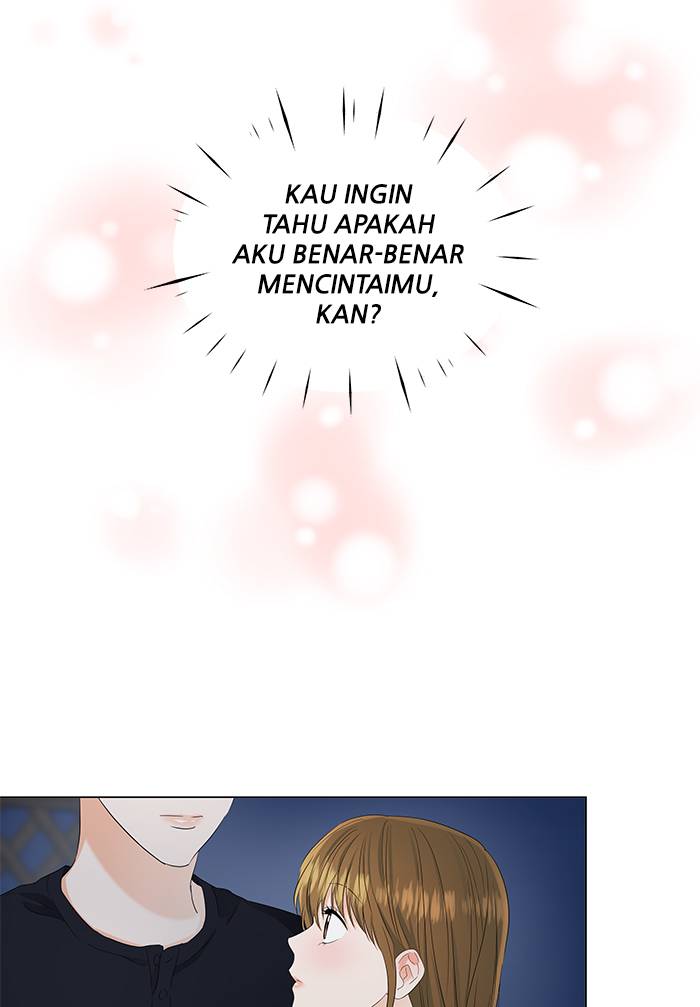 KAU INGIN
TAHU APAKAH
AKU BENAR-BENAR
MENCINTAIMU,
KAN?